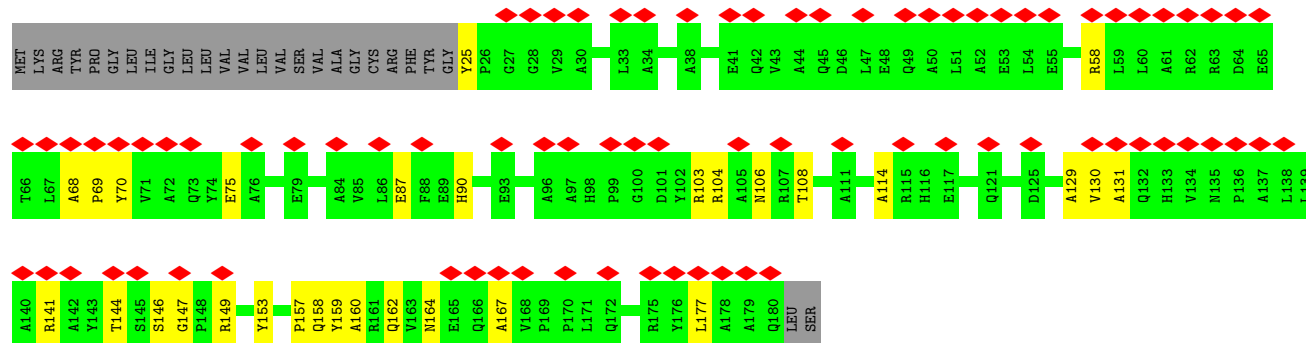 MET LYS ARG TYR PRO GLY LEU ILE GLY LEU LEU VAL VAL LEU VAL SER VAL ALA GLY CYS ARG PHE TYR GLY Y25 P26 G27 G28 V29 A30 L33 A34 A38 E41 Q42 V43 A44 Q45 D46 L47 E48 Q49 A50 L51 A52 E53 L54 E55 R58 L59 L60 A61 R62 R63 D64 E65
T66 L67 A68 P69 Y70 V71 A72 Q73 Y74 E75 A76 E79 A84 V85 L86 E87 F88 E89 H90 E93 A96 A97 H98 P99 G100 D101 Y102 R103 R104 A105 N106 R107 T108 A111 A114 R115 H116 E117 Q121 D125 A129 V130 A131 Q132 H133 V134 N135 P136 A137 L138 L139
A140 R141 A142 Y143 T144 S145 S146 G147 P148 R149 Y153 P157 Q158 Y159 A160 R161 Q162 V163 N164 E165 Q166 A167 V168 P169 P170 L171 Q172 R175 Y176 L177 A178 A179 Q180 LEU SER